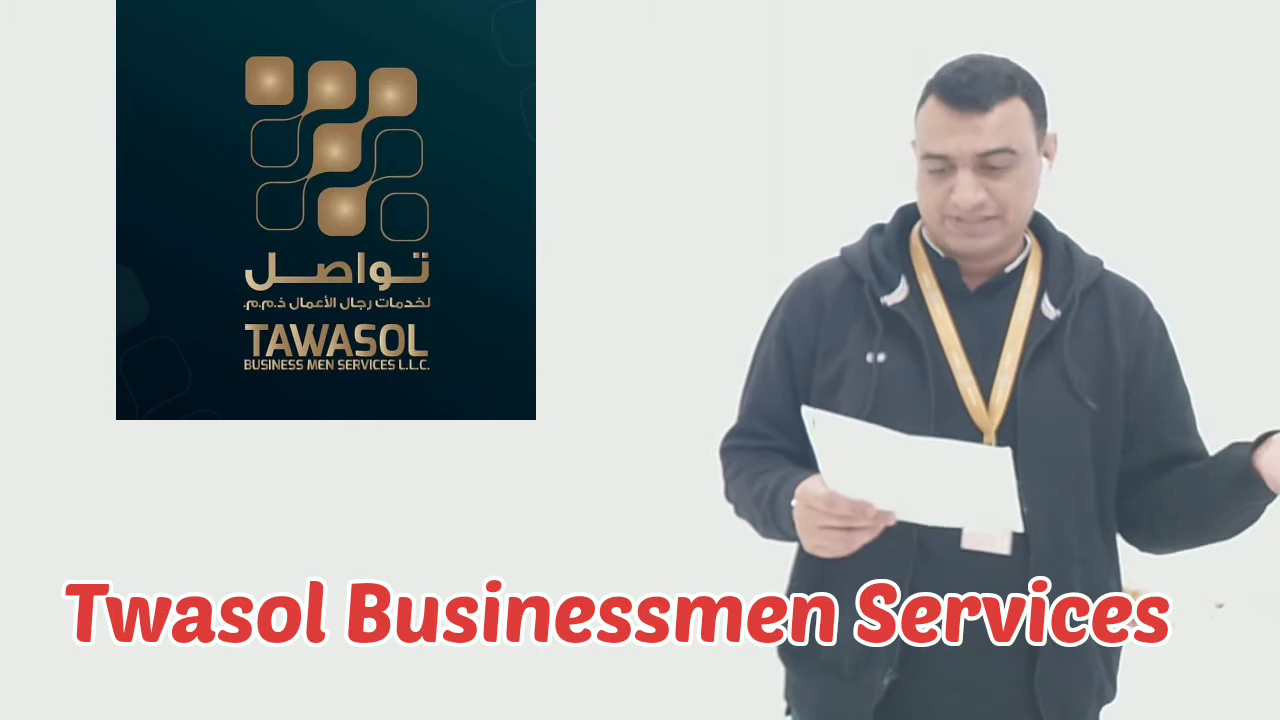 تواصل
لخدمات رجال الأعمال ذ.م.م.
TAWASOL
BUSINESS MEN SERVICES L.L.C.
Twasol Businessmen Services